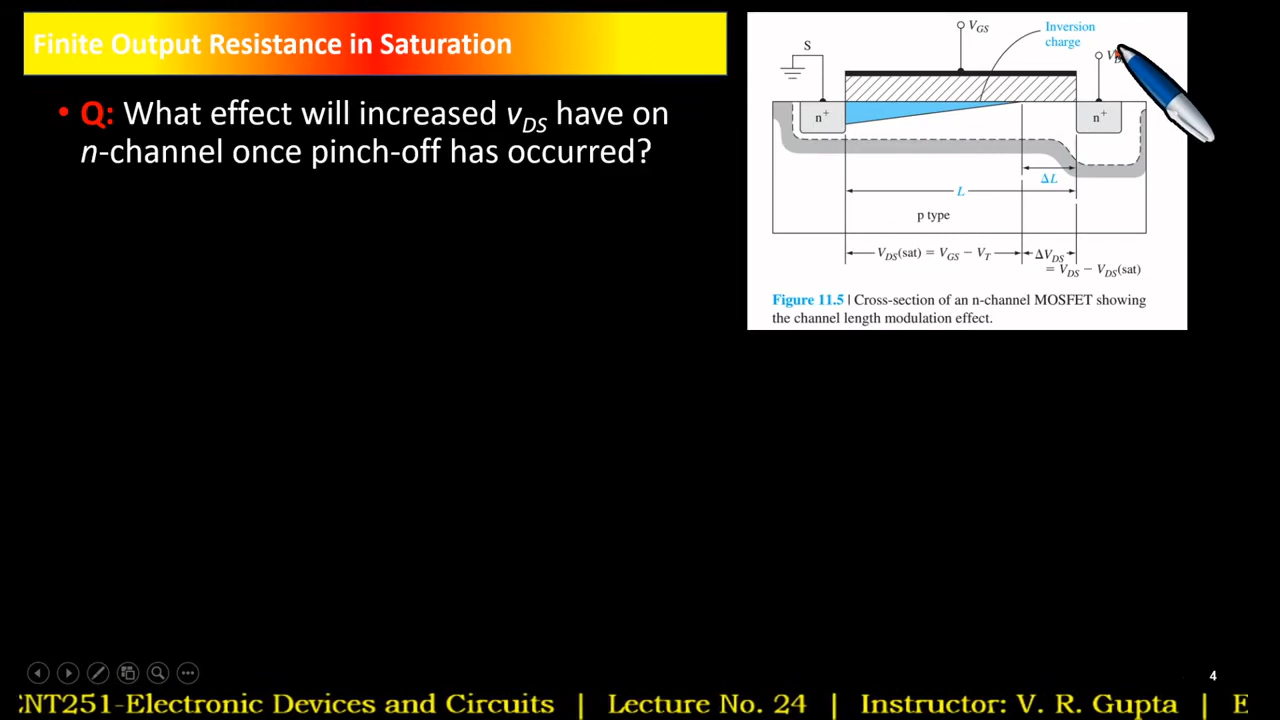 Finite Output Resistance in Saturation
• Q: What effect will increased vDS have on
n-channel once pinch-off has occurred?
VGS
Inversion
charge
S
n+
n+
ΔL
L
p type
VDS(sat) = VGS − VT
ΔVDS
= VDS − VDS(sat)
Figure 11.5 | Cross-section of an n-channel MOSFET showing
the channel length modulation effect.
4
ENT251-Electronic Devices and Circuits | Lecture No. 24 | Instructor: V. R. Gupta | E